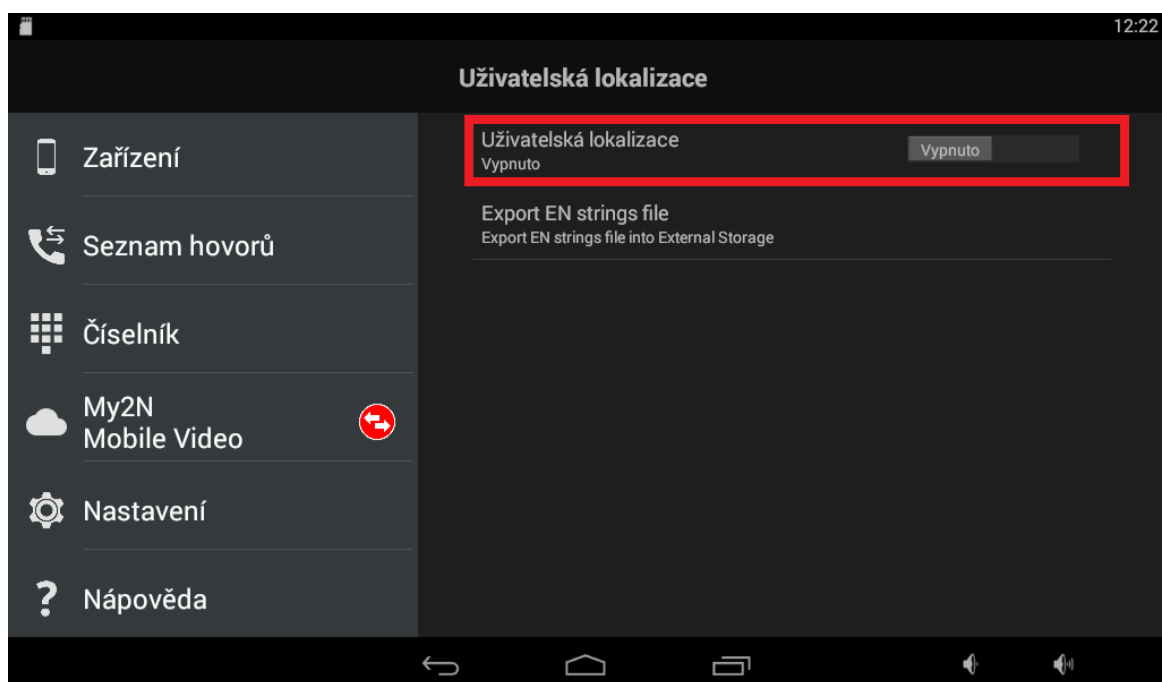 12:22
Uživatelská lokalizace
Zařízení
Seznam hovorů
Číselník
My2N
Mobile Video
Nastavení
Nápověda
Uživatelská lokalizace
Vypnuto
Vypnuto
Export EN strings file
Export EN strings file into External Storage